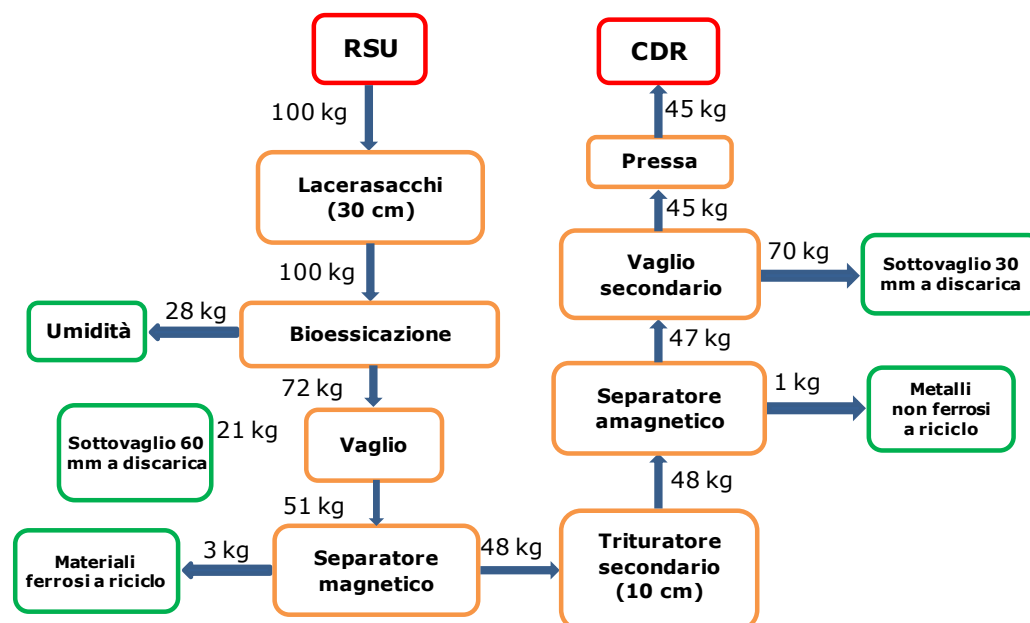 RSU
100 kg
Lacerasacchi
(30 cm)
100 kg
Umidità
28 kg
Bioessicazione
72 kg
Sottovaglio 60
mm a discarica
21 kg
Vaglio
51 kg
Materiali
ferrosi a riciclo
3 kg
Separatore
magnetico
48 kg
Trituratore
secondario
(10 cm)
48 kg
Separatore
amagnetico
1 kg
Metalli
non ferrosi
a riciclo
47 kg
Vaglio
secondario
70 kg
Sottovaglio 30
mm a discarica
45 kg
Pressa
45 kg
CDR